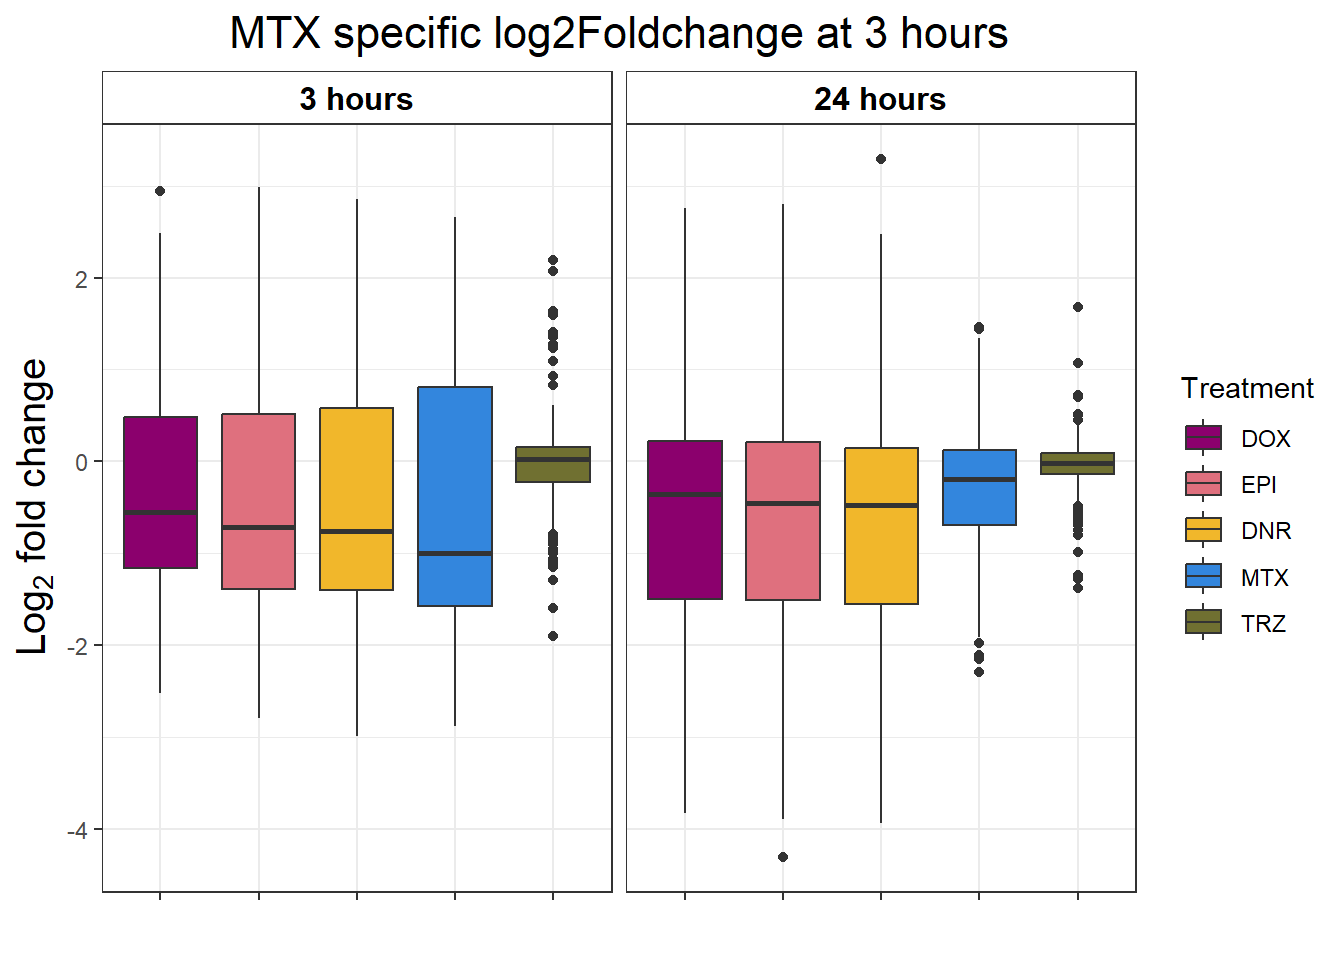 MTX specific log2Foldchange at 3 hours
3 hours
24 hours
Log2 fold change
2
0
-2
-4
Treatment
DOX
EPI
DNR
MTX
TRZ